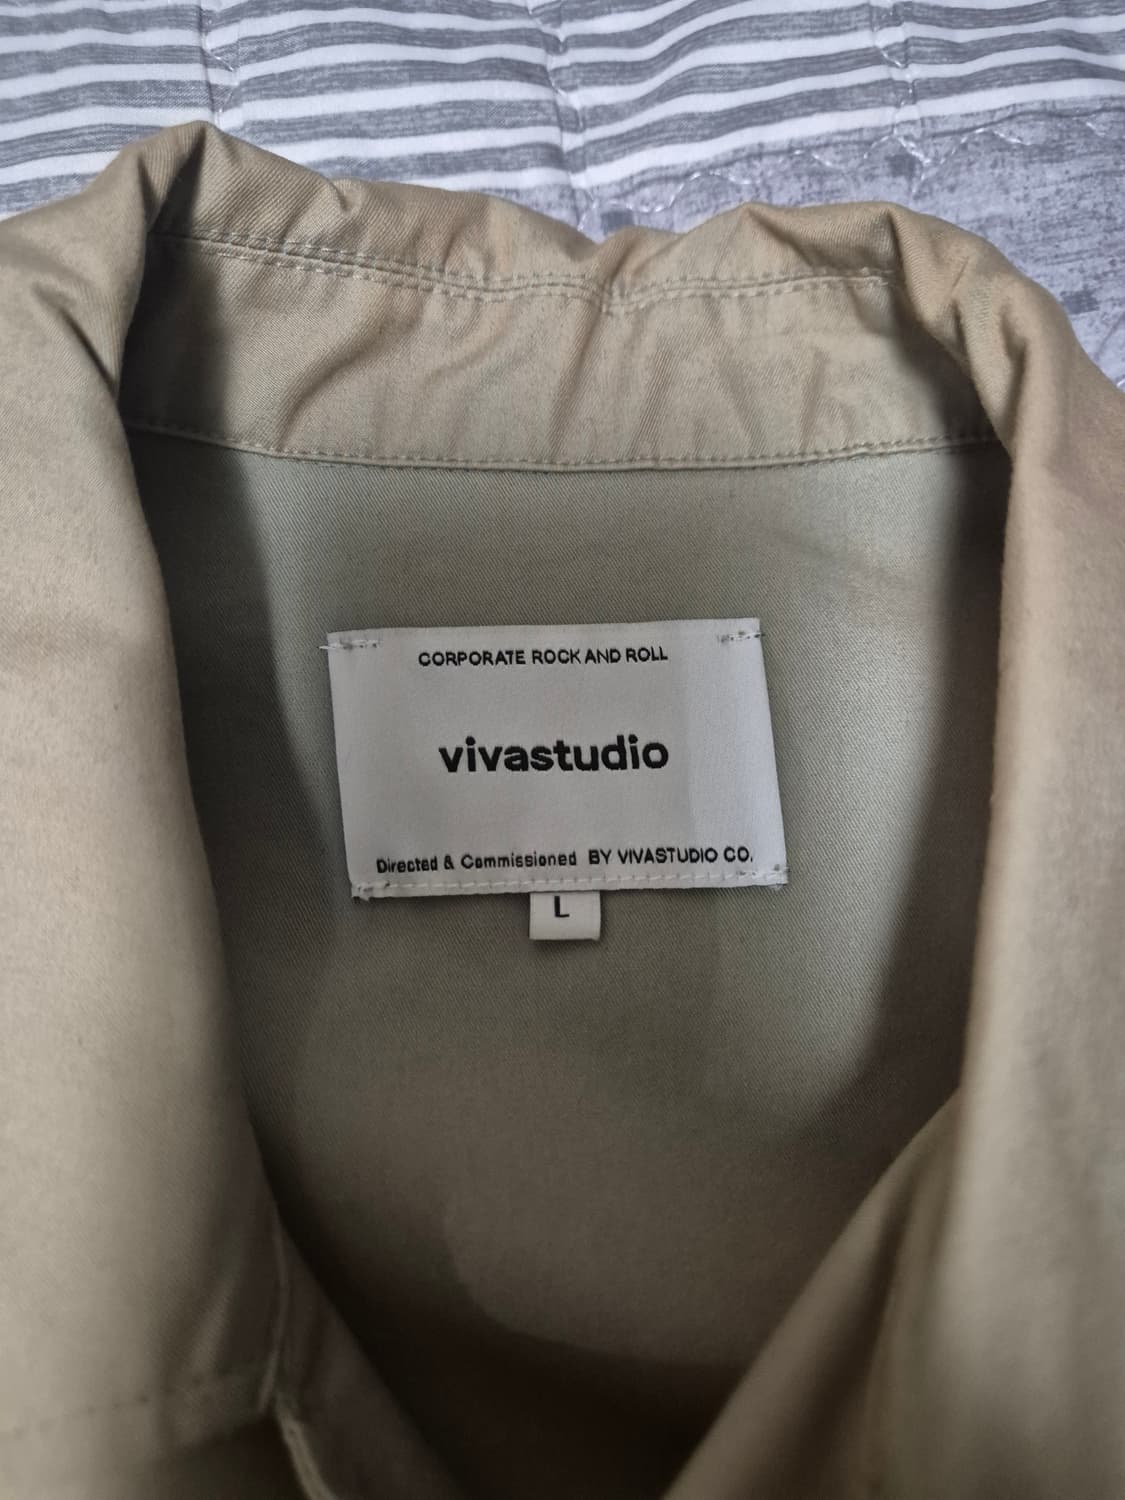 CORPORATE ROCK AND ROLL
vivastudio
Directed & Commissioned BY VIVASTUDIO CO.
L